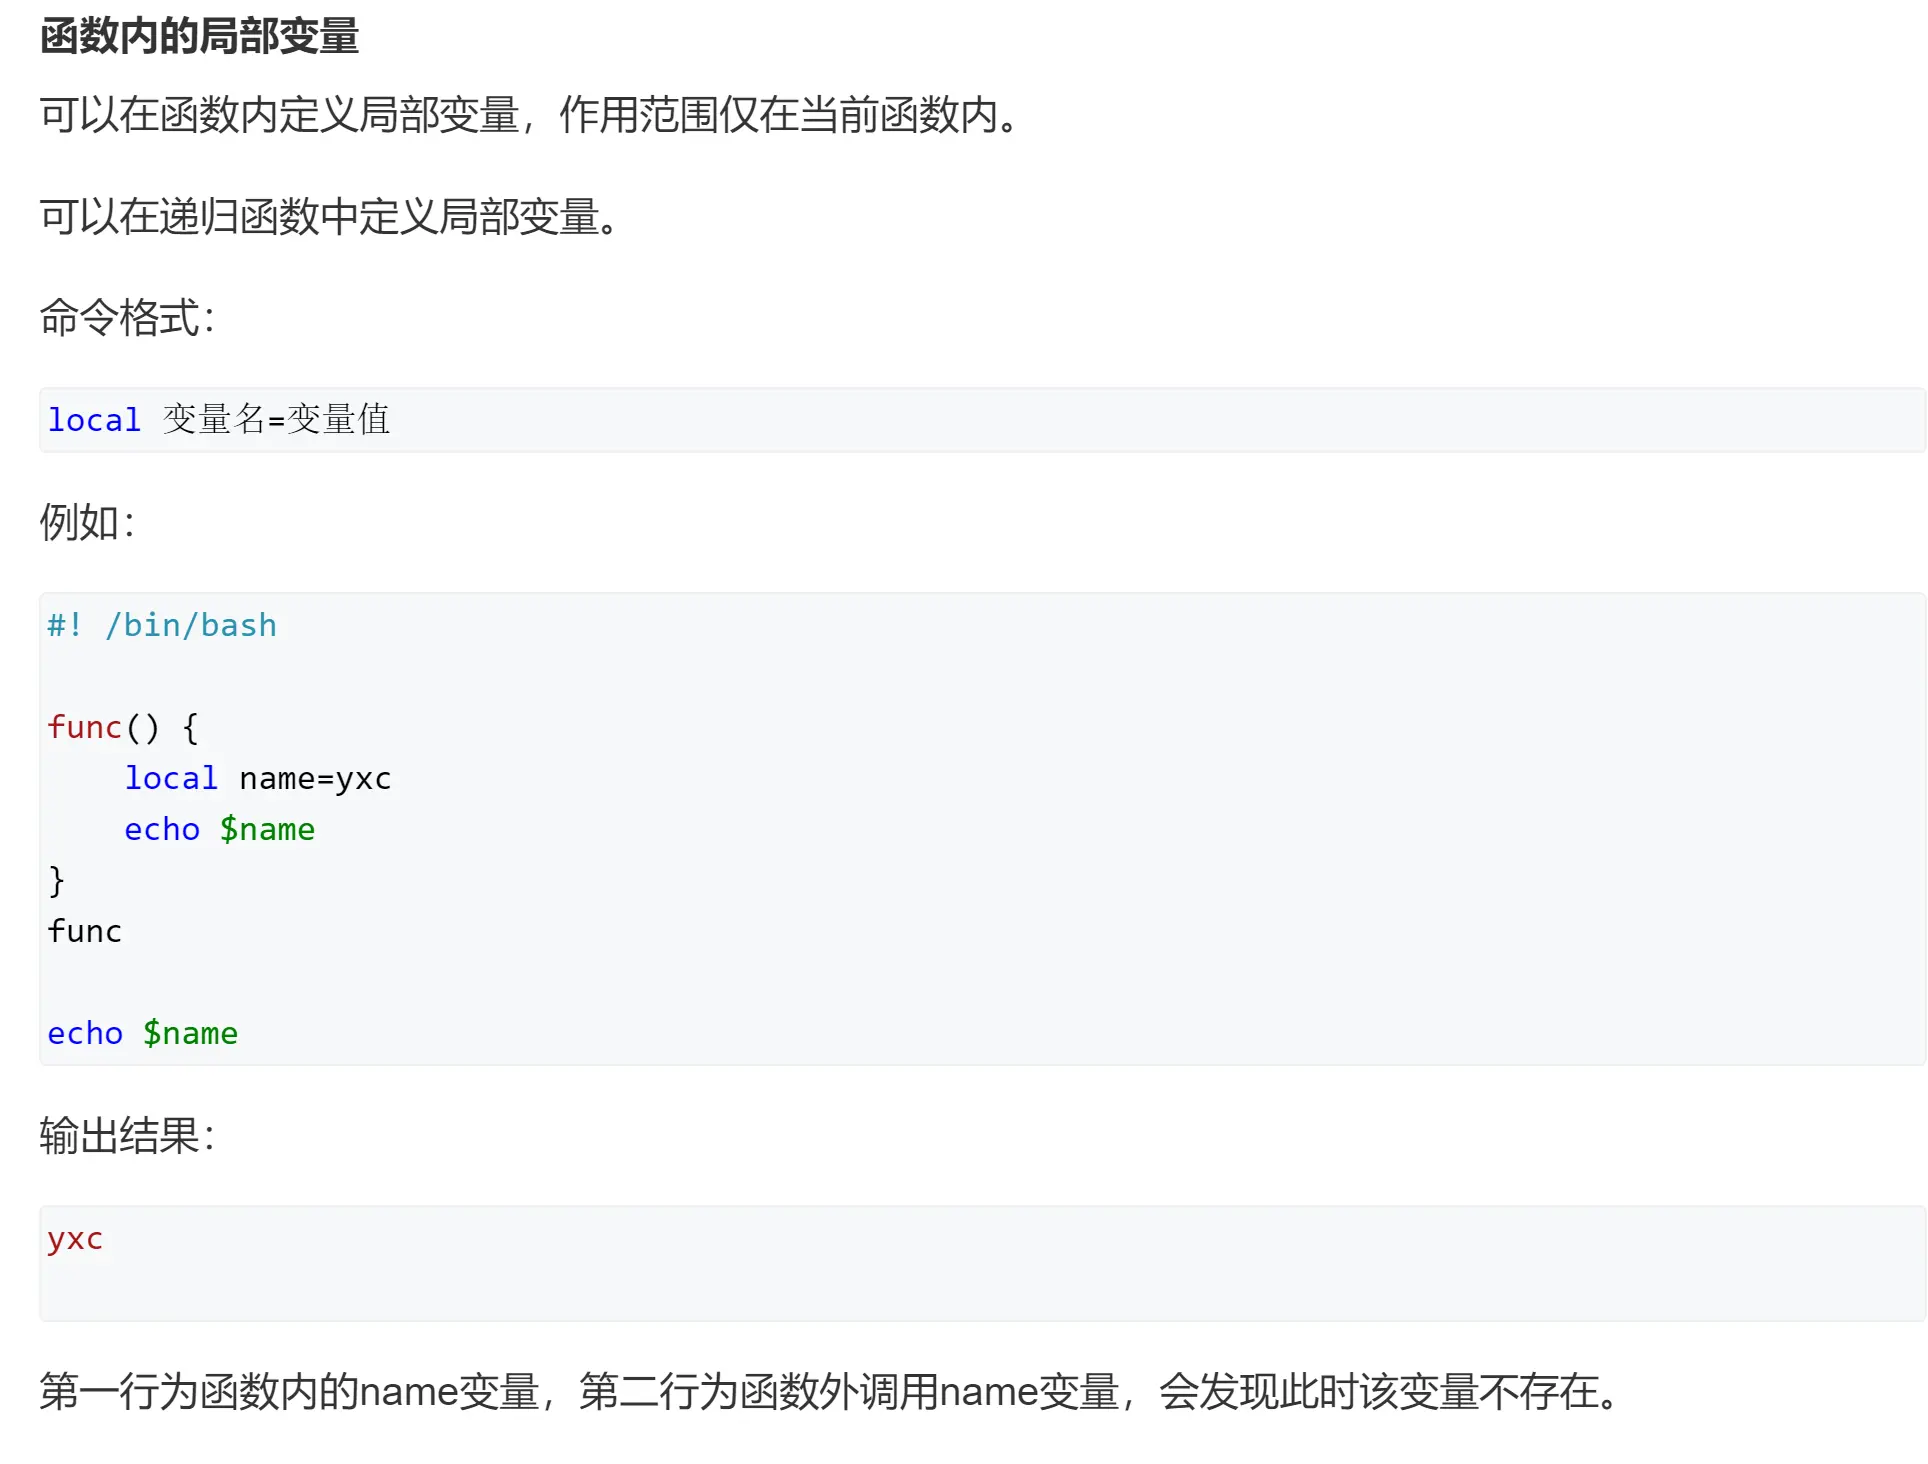 函数内的局部变量
可以在函数内定义局部变量，作用范围仅在当前函数内。
可以在递归函数中定义局部变量。
命令格式：
local 变量名=变量值
例如：
#! /bin/bash
func() {
    local name=yxc
    echo $name
}
func
echo $name
输出结果：
yxc
第一行为函数内的name变量，第二行为函数外调用name变量，会发现此时该变量不存在。